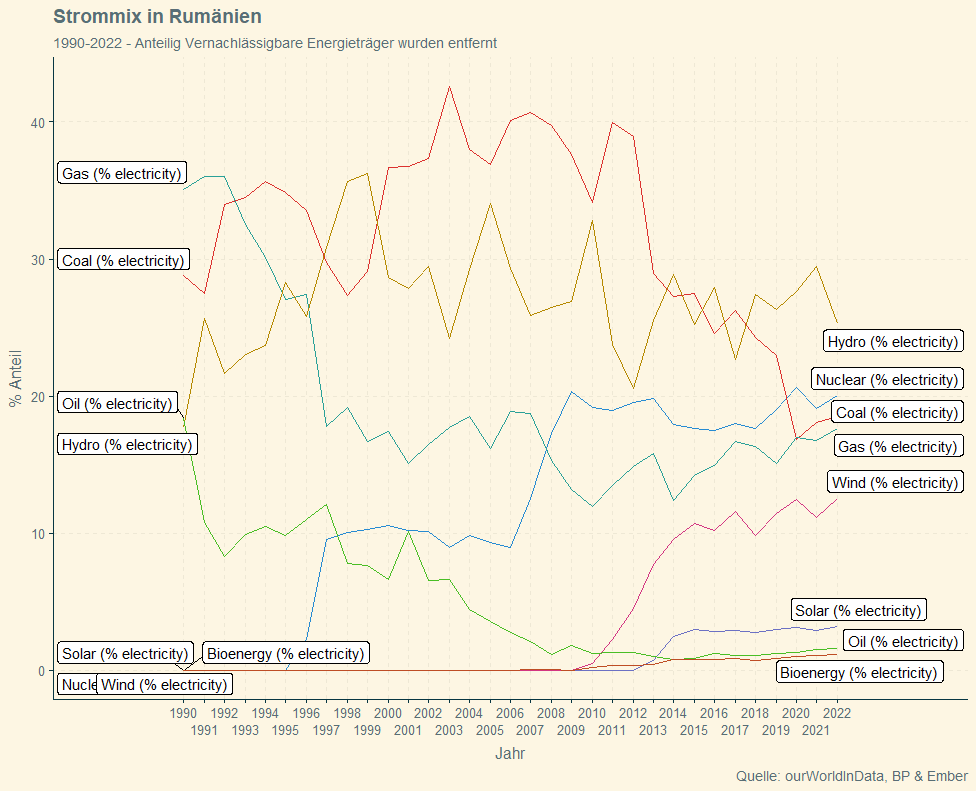 Strommix in Rumänien
1990-2022 - Anteilig Vernachlässigbare Energieträger wurden entfernt
% Anteil
40
30
20
10
0
Gas (% electricity)
Coal (% electricity)
Oil (% electricity)
Hydro (% electricity)
Solar (% electricity)
Bioenergy (% electricity)
Nucle
Wind (% electricity)
Hydro (% electricity)
Nuclear (% electricity)
Coal (% electricity)
Gas (% electricity)
Wind (% electricity)
Solar (% electricity)
Oil (% electricity)
Bioenergy (% electricity)
1990 1992 1994 1996 1998 2000 2002 2004 2006 2008 2010 2012 2014 2016 2018 2020 2022
1991 1993 1995 1997 1999 2001 2003 2005 2007 2009 2011 2013 2015 2017 2019 2021
Jahr
Quelle: ourWorldInData, BP & Ember